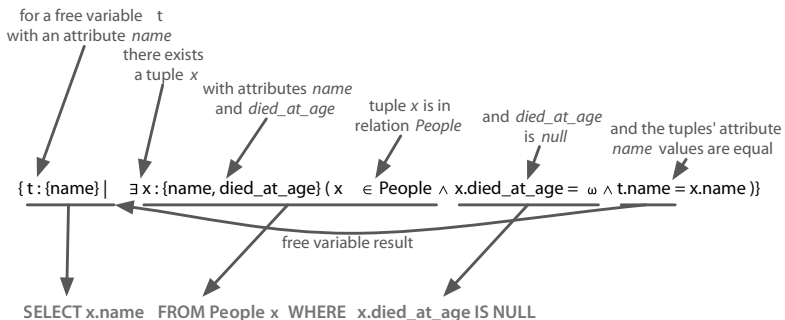 for a free variable t
with an attribute name
there exists
a tuple x
with attributes name
and died_at_age
tuple x is in
relation People
and died_at_age
is null
and the tuples' attribute
name values are equal
{ t : {name} | ∃ x : {name, died_at_age} ( x ∈ People ∧ x.died_at_age = ω ∧ t.name = x.name )}
free variable result
SELECT x.name FROM People x WHERE x.died_at_age IS NULL